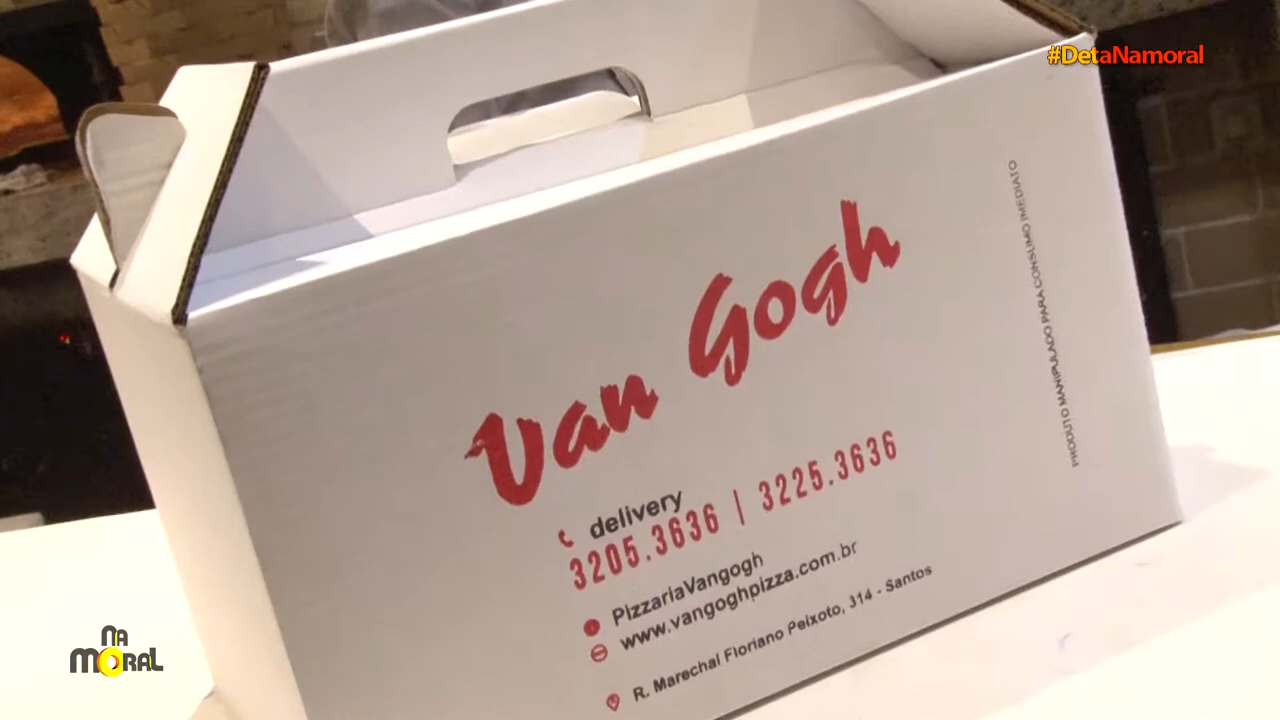 #DetaNamoral
Van Gogh
delivery
3205.3636 | 3225.3636
PizzariaVangogh
www.vangoghpizza.com.br
R. Marechal Floriano Peixoto, 314 - Santos
PRODUTO MANIPULADO PARA CONSUMO IMEDIATO
NA
MORAL